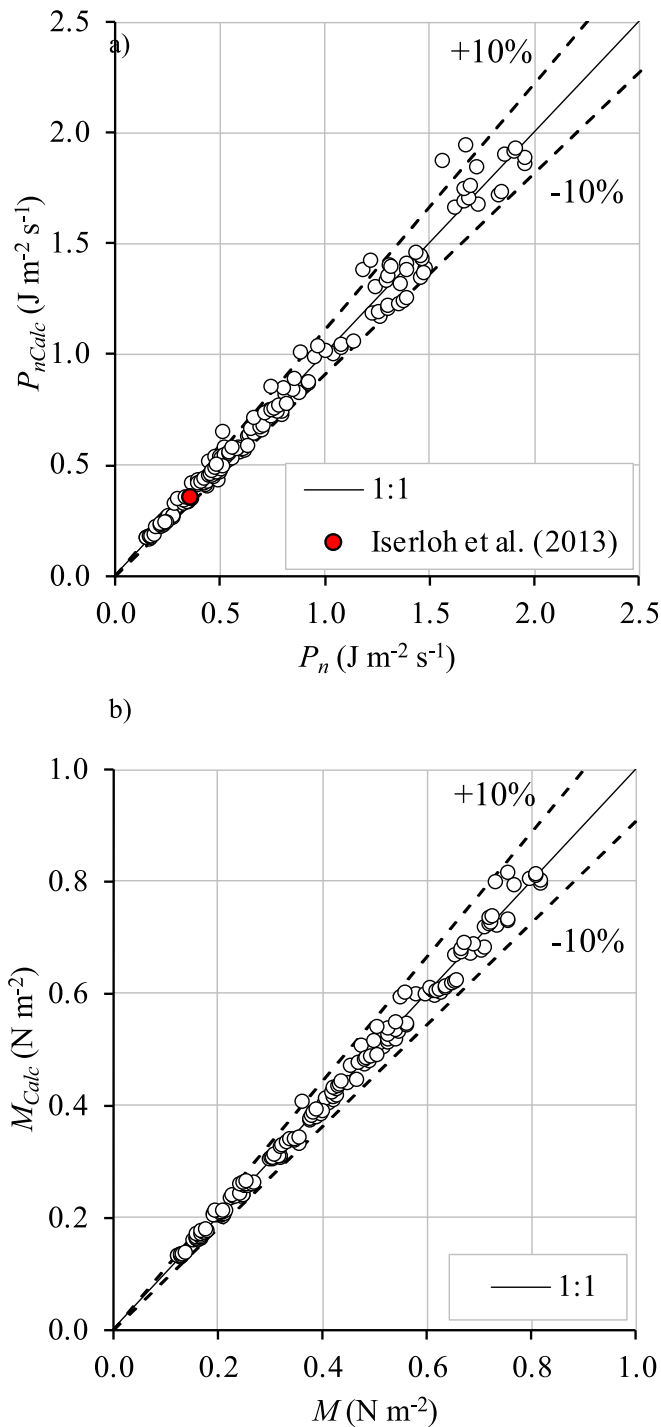 a)
+10%
-10%
2.5
2.0
1.5
1.0
0.5
0.0
PnCalc (J m-2 s-1)
1:1
Iserloh et al. (2013)
0.0 0.5 1.0 1.5 2.0 2.5
Pn (J m-2 s-1)
b)
+10%
-10%
1.0
0.8
0.6
0.4
0.2
0.0
MCalc (N m-2)
1:1
0.0 0.2 0.4 0.6 0.8 1.0
M (N m-2)